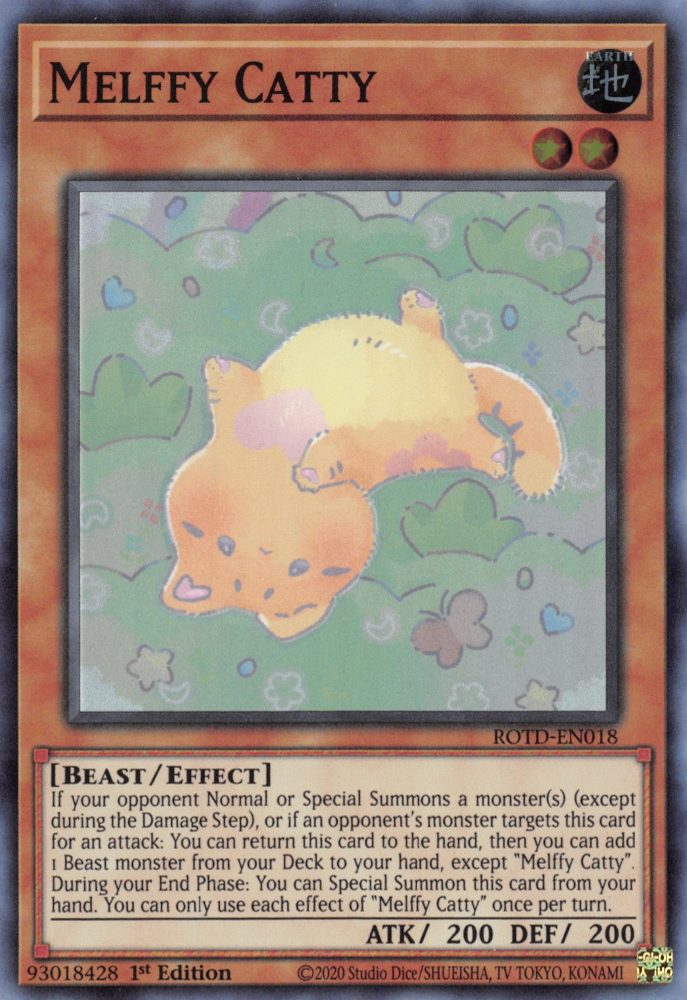 MELFFY CATTY
EARTH
地
ROTD-EN018
[BEAST/EFFECT]
If your opponent Normal or Special Summons a monster(s) (except
during the Damage Step), or if an opponent's monster targets this card
for an attack: You can return this card to the hand, then you can add
1 Beast monster from your Deck to your hand, except "Melffy Catty".
During your End Phase: You can Special Summon this card from your
hand. You can only use each effect of "Melffy Catty" once per turn.
ATK/ 200 DEF/ 200
93018428 1st Edition ©2020 Studio Dice/SHUEISHA, TV TOKYO, KONAMI